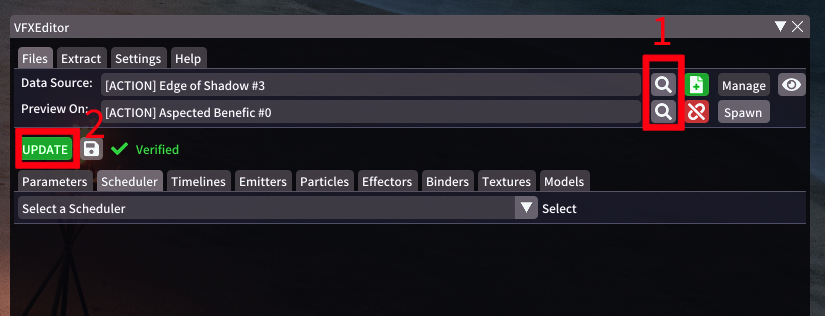 VFXEditor
1
Files Extract Settings Help
Data Source: [ACTION] Edge of Shadow #3 Manage
Preview On: [ACTION] Aspected Benefic #0 Spawn
2
UPDATE Verified
Parameters Scheduler Timelines Emitters Particles Effectors Binders Textures Models
Select a Scheduler Select